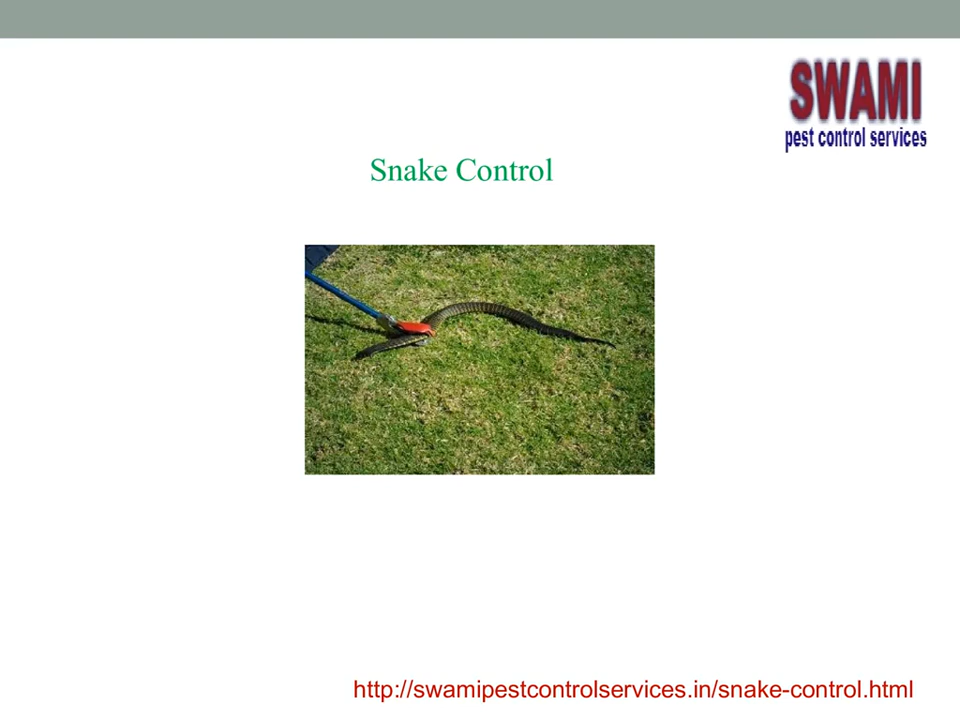 SWAMI
pest control services
Snake Control
http://swamipestcontrolservices.in/snake-control.html